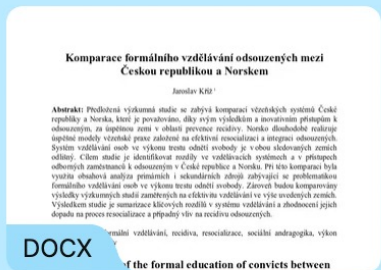 Komparace formálního vzdělávání odsouzených mezi
Českou republikou a Norskem
Jaroslav Kříž ¹
Abstrakt: Předložená výzkumná studie se zabývá komparací vězeňských systémů České
republiky a Norska, které je považováno, díky svým výsledkům a inovativním přístupům k
odsouzeným, za úspěšnou zemi v oblasti prevence recidivy. Norsko dlouhodobě realizuje
úspěšné modely vězeňské praxe založené na efektivní resocializaci a integraci odsouzených.
Systém vzdělávání osob ve výkonu trestu odnětí svobody je v obou sledovaných zemích
odlišný. Cílem studie je identifikovat rozdíly ve vzdělávacích systémech a v přístupech
odborných zaměstnanců k odsouzeným v České republice a Norsku. Při této komparaci byla
využita obsahová analýza primárních i sekundárních zdrojů zabývající se problematikou
formálního vzdělávání osob ve výkonu trestu odnětí svobody. Zároveň budou komparovány
výsledky výzkumných studií zaměřených na efektivitu vzdělávání ve výše uvedených zemích.
Výsledkem studie je sumarizace klíčových rozdílů v systému vzdělávání a zhodnocení jejich
dopadu na proces resocializace a případný vliv na recidivu odsouzených.
formální vzdělávání, recidiva, resocializace, sociální andragogika, výkon
DOCX
of the formal education of convicts between